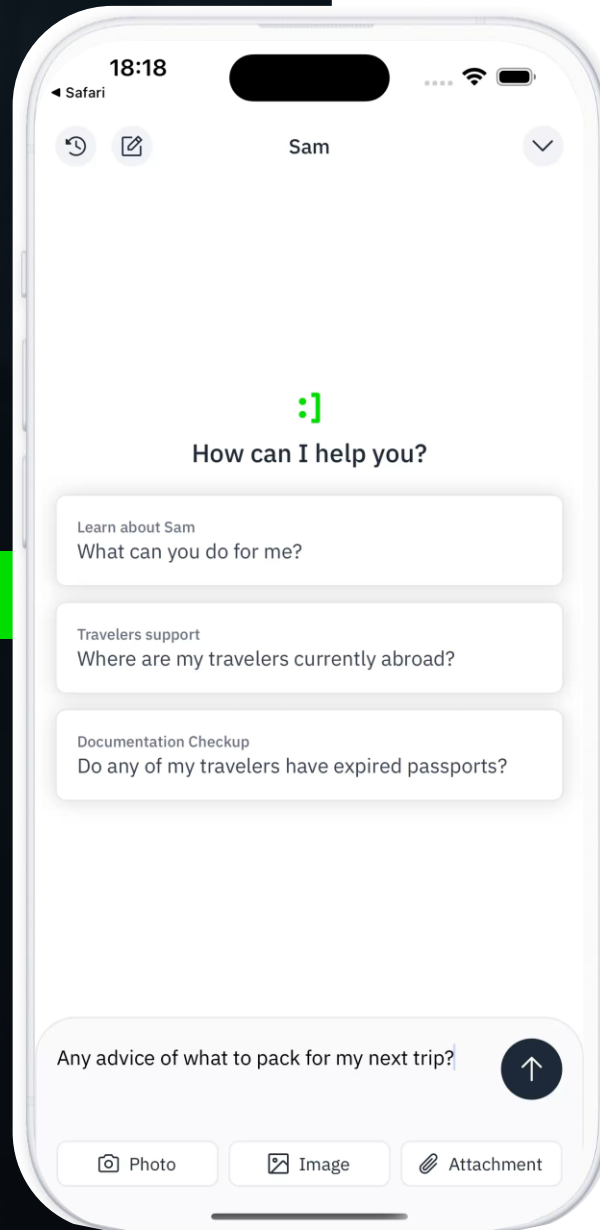 18:18
◀ Safari
Sam
:]
How can I help you?
Learn about Sam
What can you do for me?
Travelers support
Where are my travelers currently abroad?
Documentation Checkup
Do any of my travelers have expired passports?
Any advice of what to pack for my next trip?
Photo
Image
Attachment